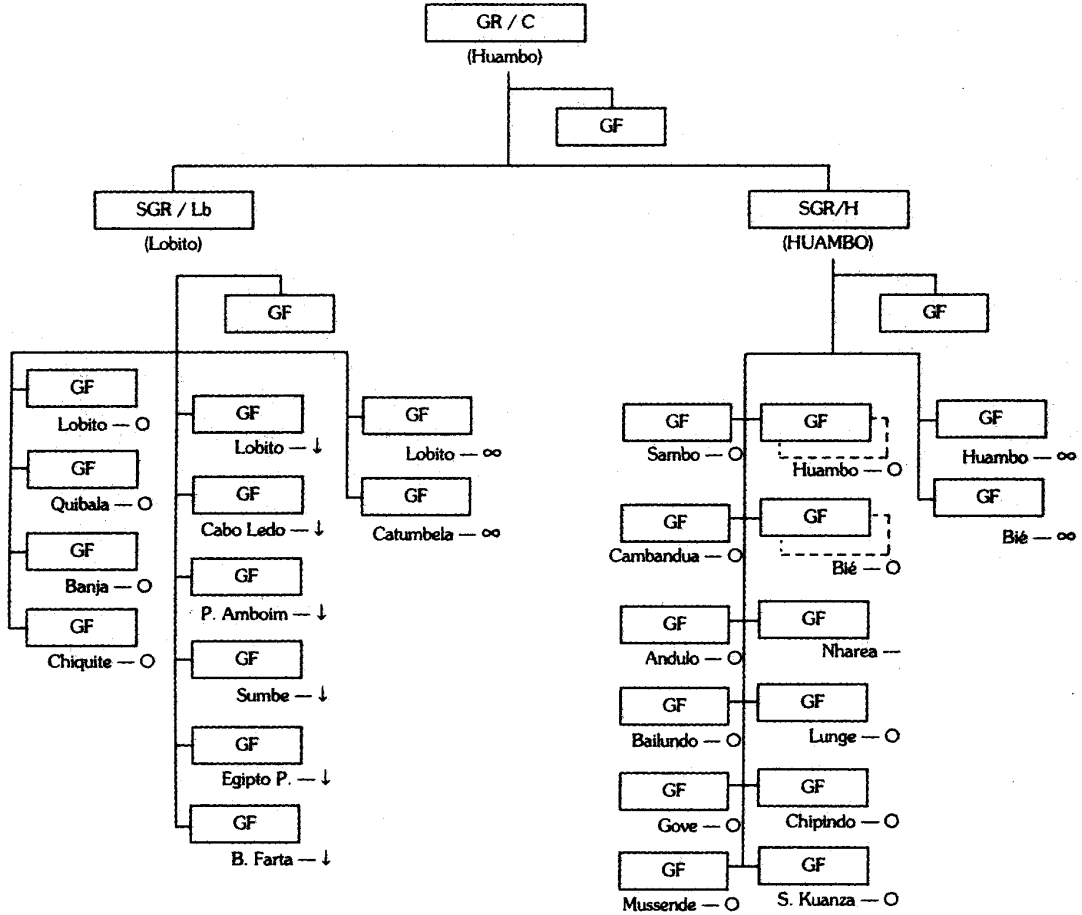 GR / C
(Huambo)
GF
SGR / Lb
(Lobito)
GF
GF
Lobito — O
GF
Quibala — O
GF
Banja — O
GF
Chiquite — O
GF
Lobito — ↓
GF
Cabo Ledo — ↓
GF
P. Amboim — ↓
GF
Sumbe — ↓
GF
Egipto P. — ↓
GF
B. Farta — ↓
GF
Lobito — ∞
GF
Catumbela — ∞
SGR/H
(HUAMBO)
GF
GF
Sambo — O
GF
Cambandua — O
GF
Andulo — O
GF
Bailundo — O
GF
Gove — O
GF
Mussende — O
GF
Huambo — O
GF
Bié — O
GF
Nharea —
GF
Lunge — O
GF
Chipindo — O
GF
S. Kuanza — O
GF
Huambo — ∞
GF
Bié — ∞